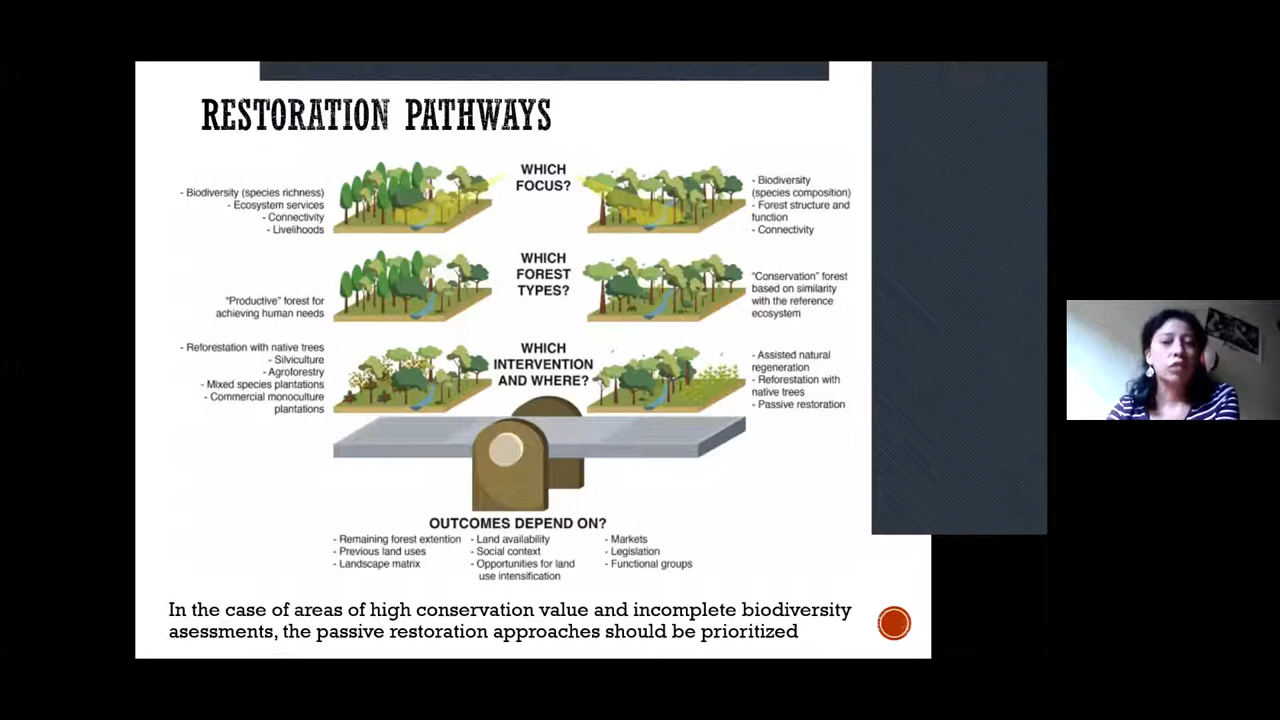 RESTORATION PATHWAYS
WHICH
FOCUS?
- Biodiversity (species richness)
- Ecosystem services
- Connectivity
- Livelihoods
- Biodiversity
(species composition)
- Forest structure and
function
- Connectivity
WHICH
FOREST
TYPES?
"Productive" forest for
achieving human needs
"Conservation" forest
based on similarity
with the reference
ecosystem
WHICH
INTERVENTION
AND WHERE?
- Reforestation with native trees
- Silviculture
- Agroforestry
- Mixed species plantations
- Commercial monoculture
plantations
- Assisted natural
regeneration
- Reforestation with
native trees
- Passive restoration
OUTCOMES DEPEND ON?
- Remaining forest extention
- Previous land uses
- Landscape matrix
- Land availability
- Social context
- Opportunities for land
use intensification
- Markets
- Legislation
- Functional groups
In the case of areas of high conservation value and incomplete biodiversity
asessments, the passive restoration approaches should be prioritized